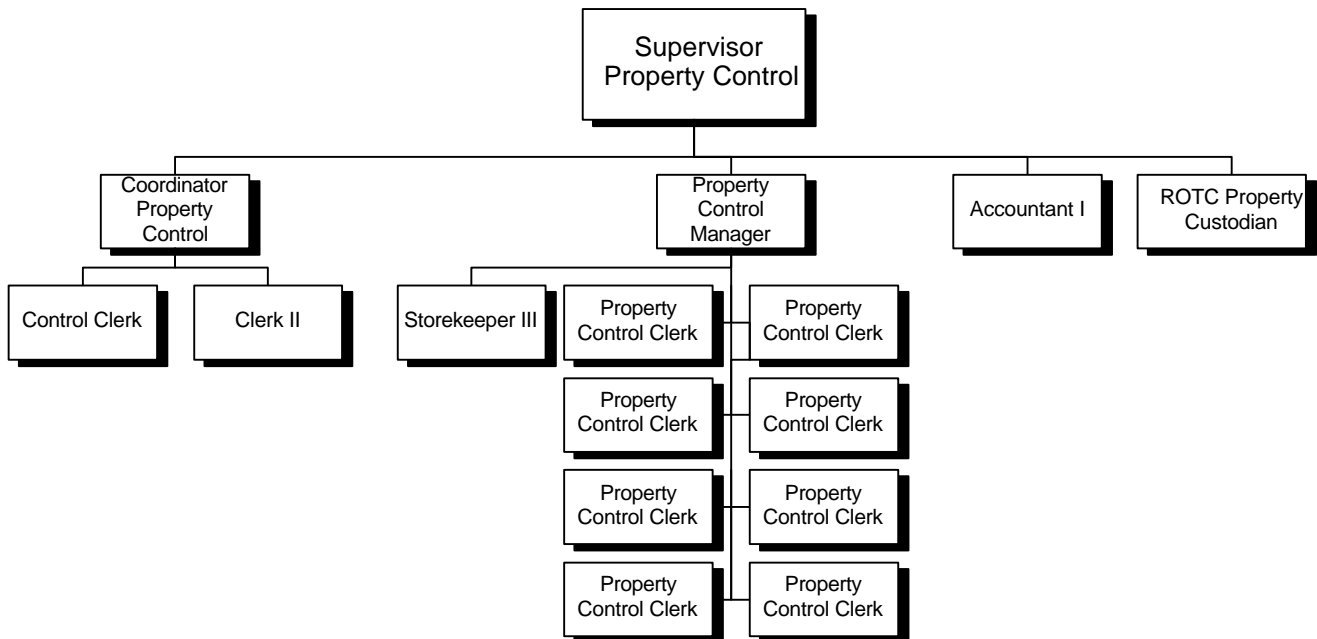 Supervisor
Property Control
Coordinator
Property
Control
Property
Control
Manager
Accountant I
ROTC Property
Custodian
Control Clerk
Clerk II
Storekeeper III
Property
Control Clerk
Property
Control Clerk
Property
Control Clerk
Property
Control Clerk
Property
Control Clerk
Property
Control Clerk
Property
Control Clerk
Property
Control Clerk